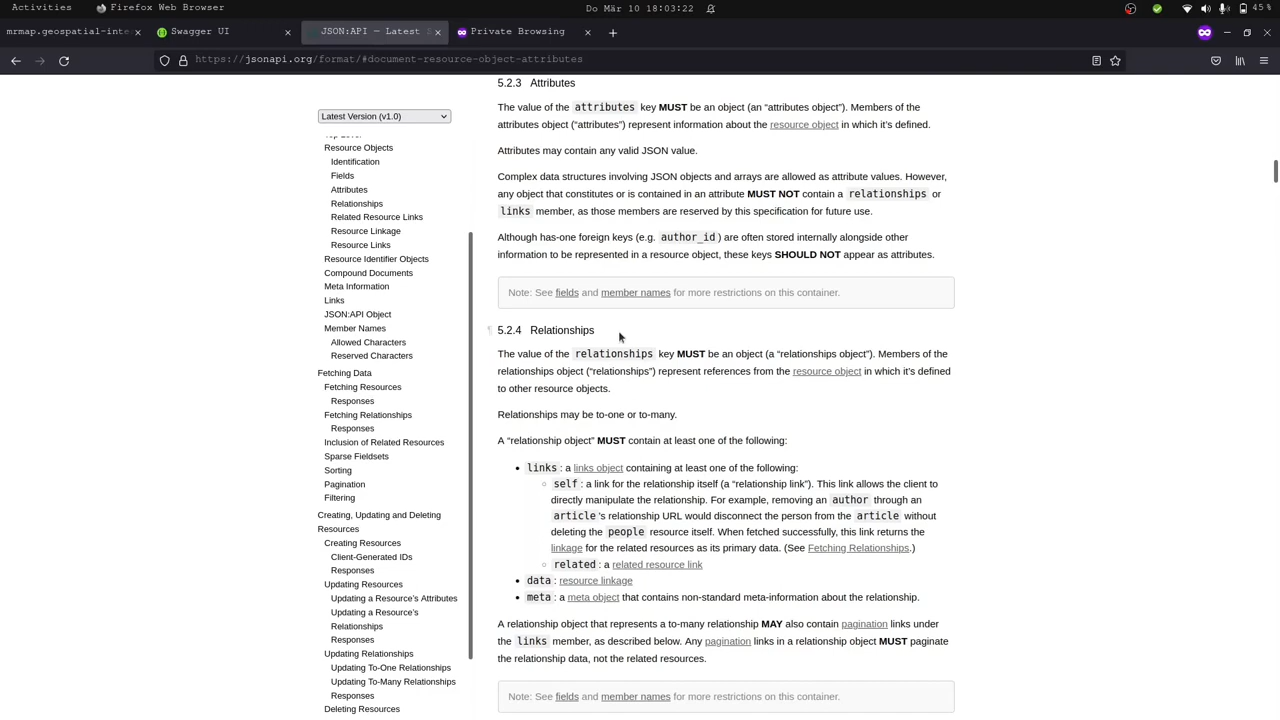 Activities Firefox Web Browser Do Mär 10 18:03:22 45 %
mrmap.geospatial-inte Swagger UI JSON:API — Latest S Private Browsing
https://jsonapi.org/format/#document-resource-object-attributes
Latest Version (v1.0)
Top Level
Resource Objects
Identification
Fields
Attributes
Relationships
Related Resource Links
Resource Linkage
Resource Links
Resource Identifier Objects
Compound Documents
Meta Information
Links
JSON:API Object
Member Names
Allowed Characters
Reserved Characters
Fetching Data
Fetching Resources
Responses
Fetching Relationships
Responses
Inclusion of Related Resources
Sparse Fieldsets
Sorting
Pagination
Filtering
Creating, Updating and Deleting
Resources
Creating Resources
Client-Generated IDs
Responses
Updating Resources
Updating a Resource’s Attributes
Updating a Resource’s
Relationships
Responses
Updating Relationships
Updating To-One Relationships
Updating To-Many Relationships
Responses
Deleting Resources
5.2.3 Attributes
The value of the attributes key MUST be an object (an “attributes object”). Members of the
attributes object (“attributes”) represent information about the resource object in which it’s defined.
Attributes may contain any valid JSON value.
Complex data structures involving JSON objects and arrays are allowed as attribute values. However,
any object that constitutes or is contained in an attribute MUST NOT contain a relationships or
links member, as those members are reserved by this specification for future use.
Although has-one foreign keys (e.g. author_id) are often stored internally alongside other
information to be represented in a resource object, these keys SHOULD NOT appear as attributes.
Note: See fields and member names for more restrictions on this container.
¶ 5.2.4 Relationships
The value of the relationships key MUST be an object (a “relationships object”). Members of the
relationships object (“relationships”) represent references from the resource object in which it’s defined
to other resource objects.
Relationships may be to-one or to-many.
A “relationship object” MUST contain at least one of the following:
• links: a links object containing at least one of the following:
◦ self: a link for the relationship itself (a “relationship link”). This link allows the client to
directly manipulate the relationship. For example, removing an author through an
article’s relationship URL would disconnect the person from the article without
deleting the people resource itself. When fetched successfully, this link returns the
linkage for the related resources as its primary data. (See Fetching Relationships.)
◦ related: a related resource link
• data: resource linkage
• meta: a meta object that contains non-standard meta-information about the relationship.
A relationship object that represents a to-many relationship MAY also contain pagination links under
the links member, as described below. Any pagination links in a relationship object MUST paginate
the relationship data, not the related resources.
Note: See fields and member names for more restrictions on this container.